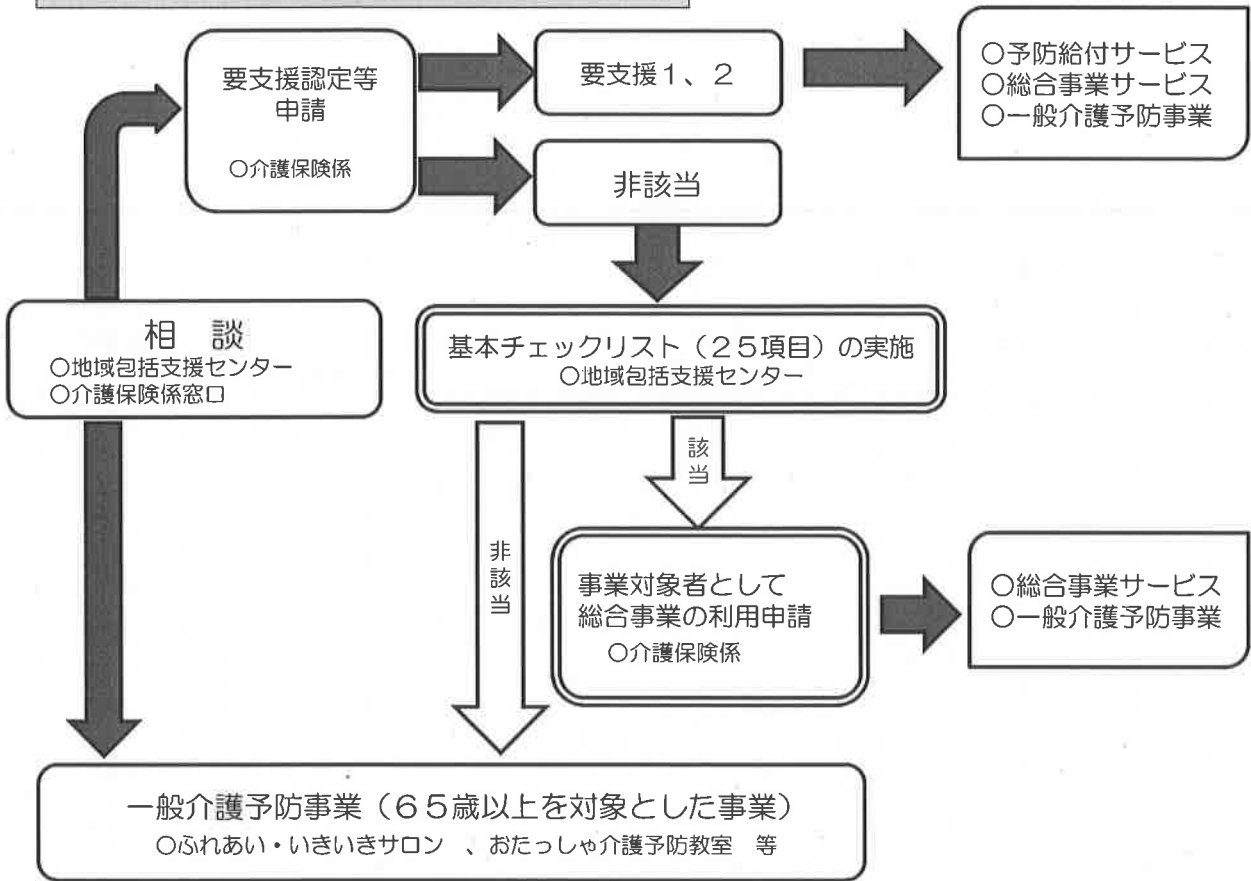 要支援認定等
申請
○介護保険係
要支援１、２
○予防給付サービス
○総合事業サービス
○一般介護予防事業
非該当
相　談
○地域包括支援センター
○介護保険係窓口
基本チェックリスト（２５項目）の実施
○地域包括支援センター
該当
非該当
事業対象者として
総合事業の利用申請
○介護保険係
○総合事業サービス
○一般介護予防事業
一般介護予防事業（６５歳以上を対象とした事業）
○ふれあい・いきいきサロン　、おたっしゃ介護予防教室　等